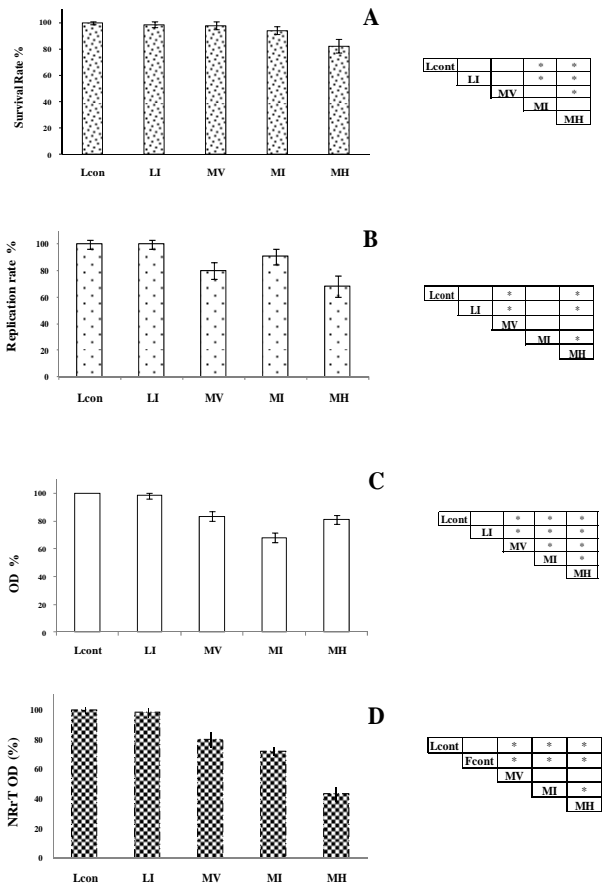 A
Survival Rate %
100
80
60
40
20
0
Lcon LI MV MI MH
Lcont * *
LI * *
MV *
MI
MH
B
Replication rate %
100
80
60
40
20
0
Lcon LI MV MI MH
Lcont * *
LI * *
MV
MI *
MH
C
OD %
100
80
60
40
20
0
Lcont LI MV MI MH
Lcont * * *
LI * * *
MV * *
MI *
MH
D
NRrT OD (%)
100
80
60
40
20
0
Lcon LI MV MI MH
Lcont * * *
Fcont * * *
MV
MI *
MH